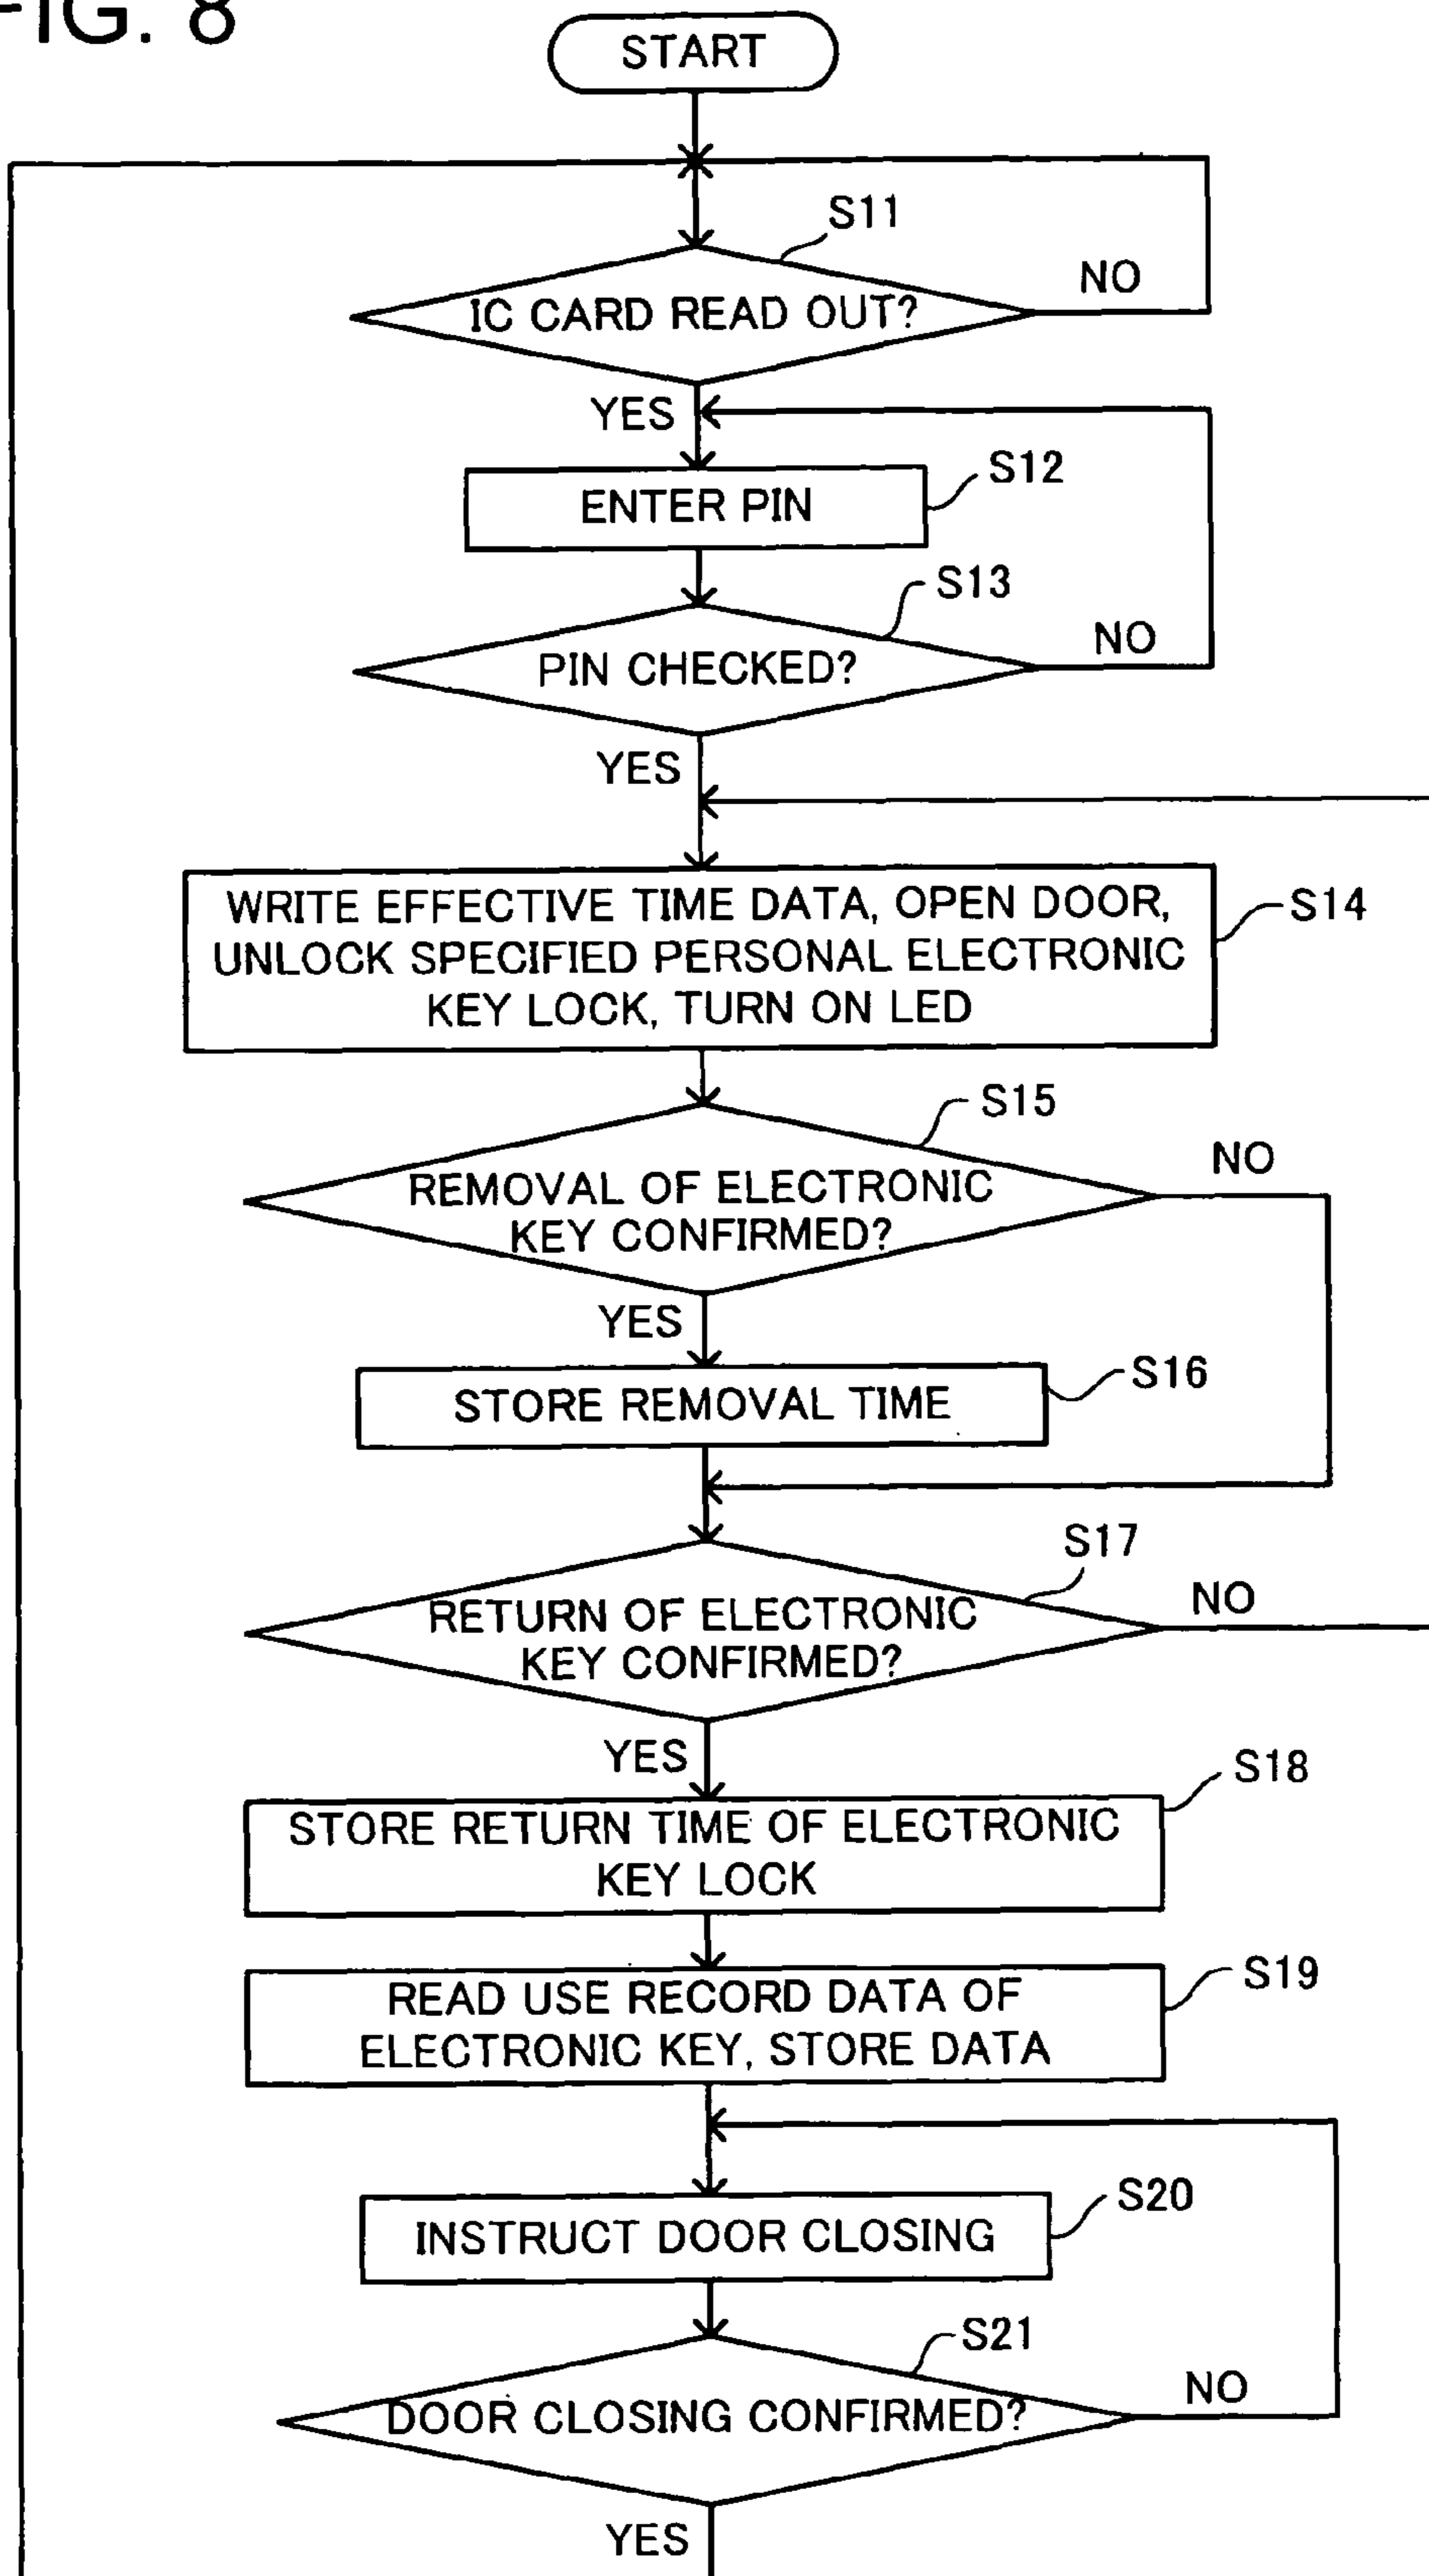 FIG. 8
START
S11
IC CARD READ OUT?
NO
YES
S12
ENTER PIN
S13
PIN CHECKED?
NO
YES
WRITE EFFECTIVE TIME DATA, OPEN DOOR,
UNLOCK SPECIFIED PERSONAL ELECTRONIC
KEY LOCK, TURN ON LED
S14
S15
REMOVAL OF ELECTRONIC
KEY CONFIRMED?
NO
YES
STORE REMOVAL TIME
S16
S17
RETURN OF ELECTRONIC
KEY CONFIRMED?
NO
YES
S18
STORE RETURN TIME OF ELECTRONIC
KEY LOCK
S19
READ USE RECORD DATA OF
ELECTRONIC KEY, STORE DATA
S20
INSTRUCT DOOR CLOSING
S21
DOOR CLOSING CONFIRMED?
NO
YES